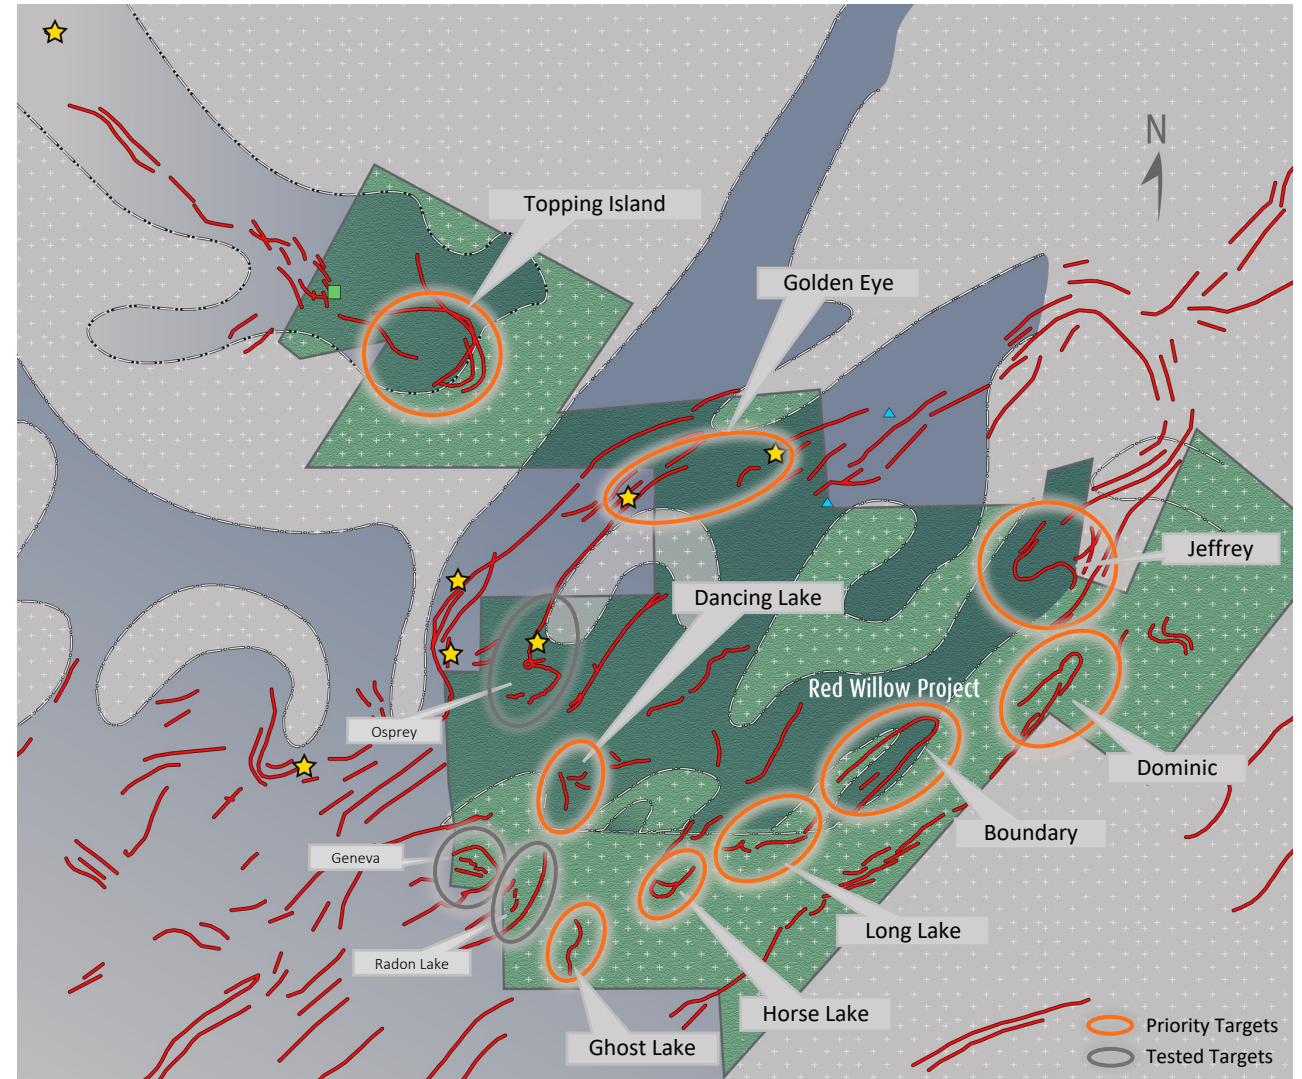 N
Topping Island
Golden Eye
Jeffrey
Dancing Lake
Red Willow Project
Osprey
Dominic
Boundary
Geneva
Long Lake
Radon Lake
Horse Lake
Ghost Lake
Priority Targets
Tested Targets